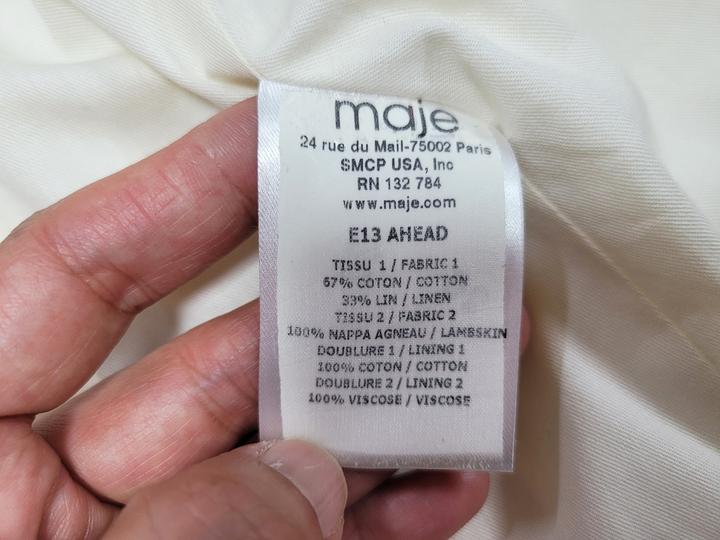 maje
24 rue du Mail-75002 Paris
SMCP USA, Inc
RN 132 784
www.maje.com
E13 AHEAD
TISSU 1 / FABRIC 1
67% COTON / COTTON
33% LIN / LINEN
TISSU 2 / FABRIC 2
100% NAPPA AGNEAU / LAMBSKIN
DOUBLURE 1 / LINING 1
100% COTON / COTTON
DOUBLURE 2 / LINING 2
100% VISCOSE / VISCOSE